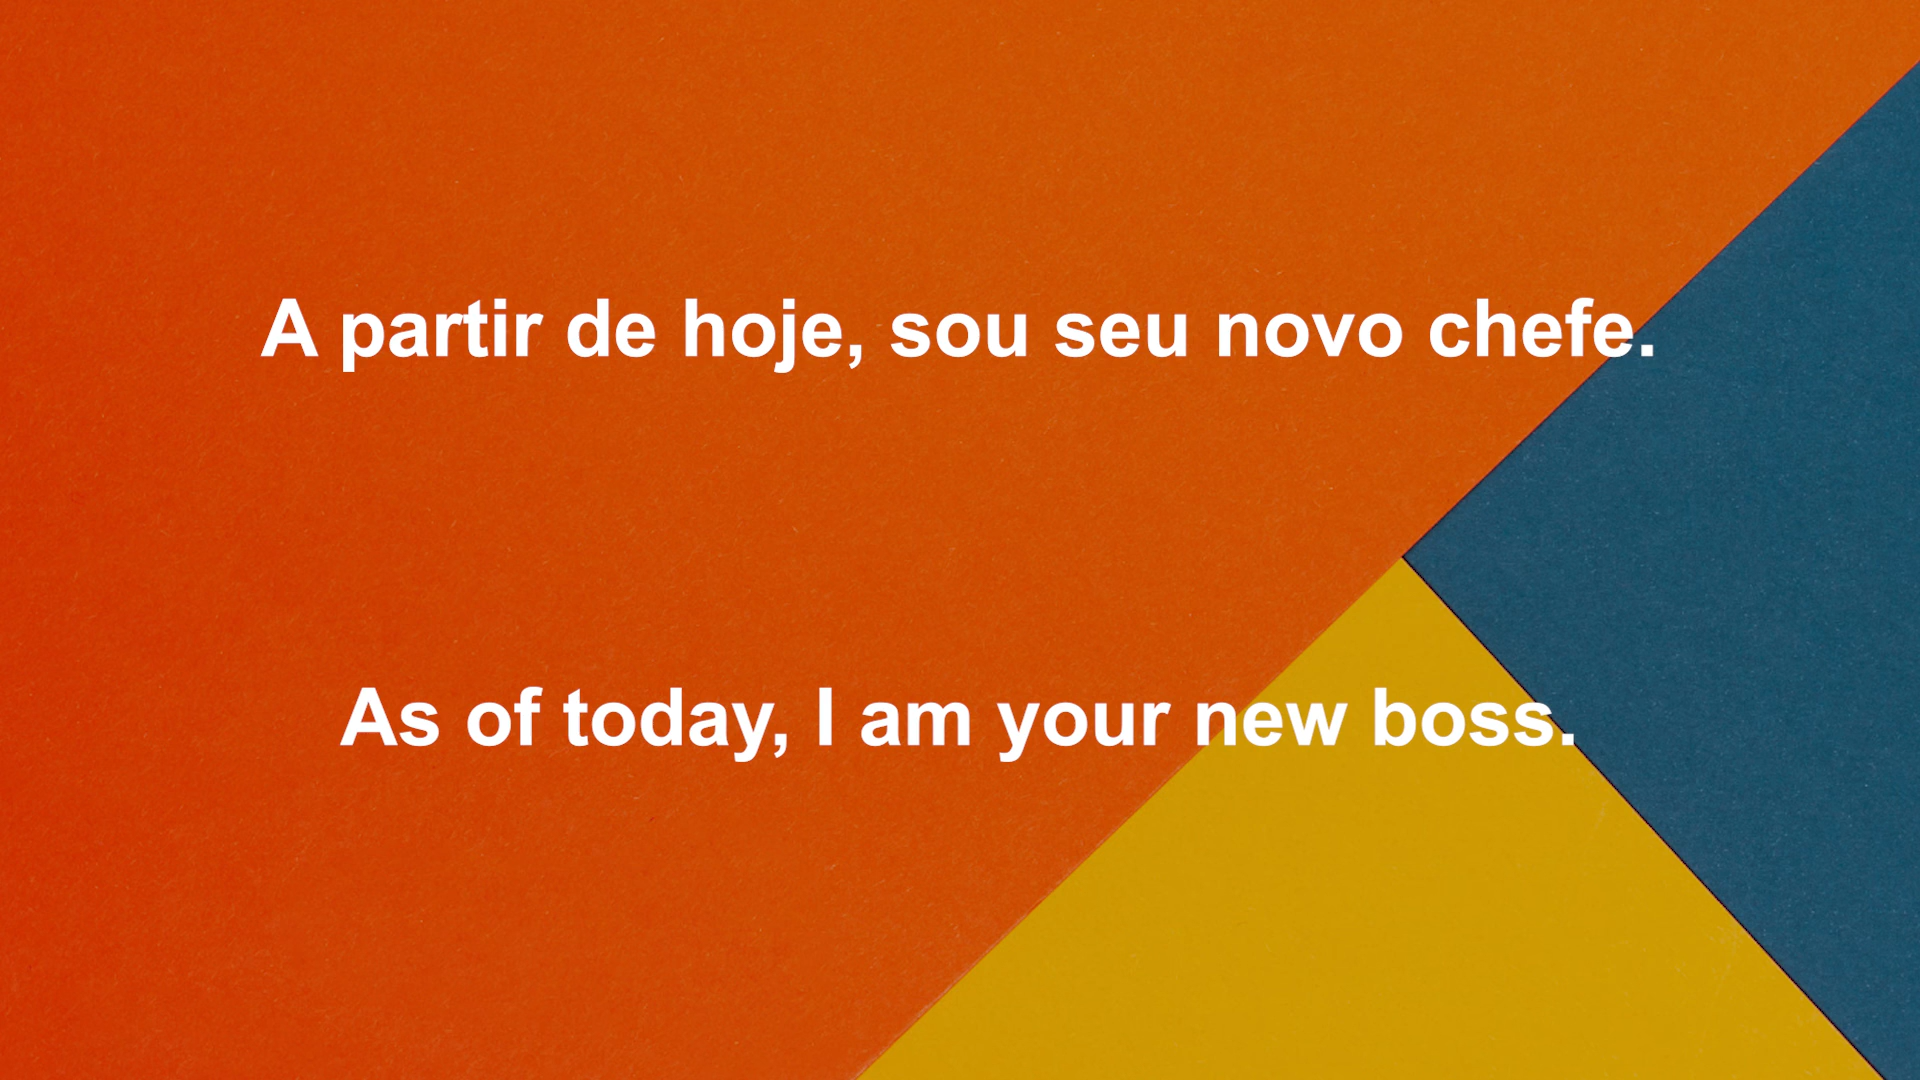 A partir de hoje, sou seu novo chefe.
As of today, I am your new boss.